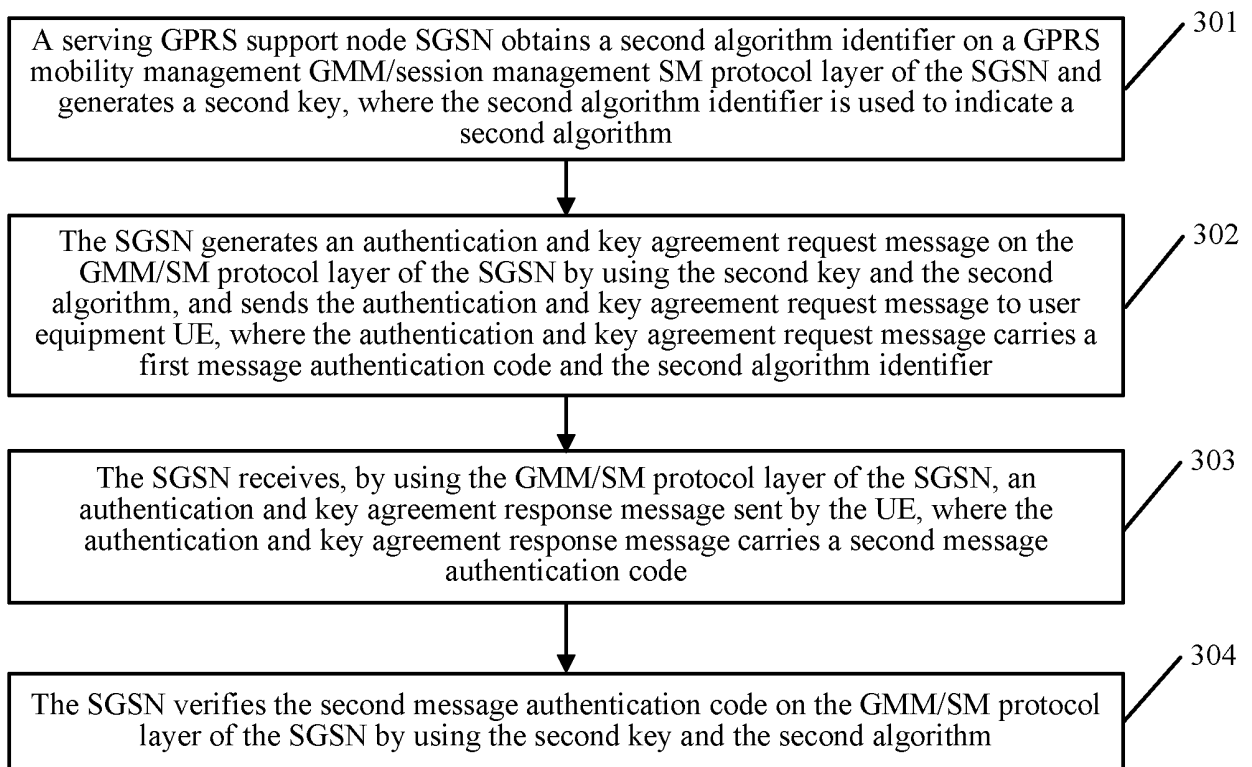 301
A serving GPRS support node SGSN obtains a second algorithm identifier on a GPRS
mobility management GMM/session management SM protocol layer of the SGSN and
generates a second key, where the second algorithm identifier is used to indicate a
second algorithm
302
The SGSN generates an authentication and key agreement request message on the
GMM/SM protocol layer of the SGSN by using the second key and the second
algorithm, and sends the authentication and key agreement request message to user
equipment UE, where the authentication and key agreement request message carries a
first message authentication code and the second algorithm identifier
303
The SGSN receives, by using the GMM/SM protocol layer of the SGSN, an
authentication and key agreement response message sent by the UE, where the
authentication and key agreement response message carries a second message
authentication code
304
The SGSN verifies the second message authentication code on the GMM/SM protocol
layer of the SGSN by using the second key and the second algorithm